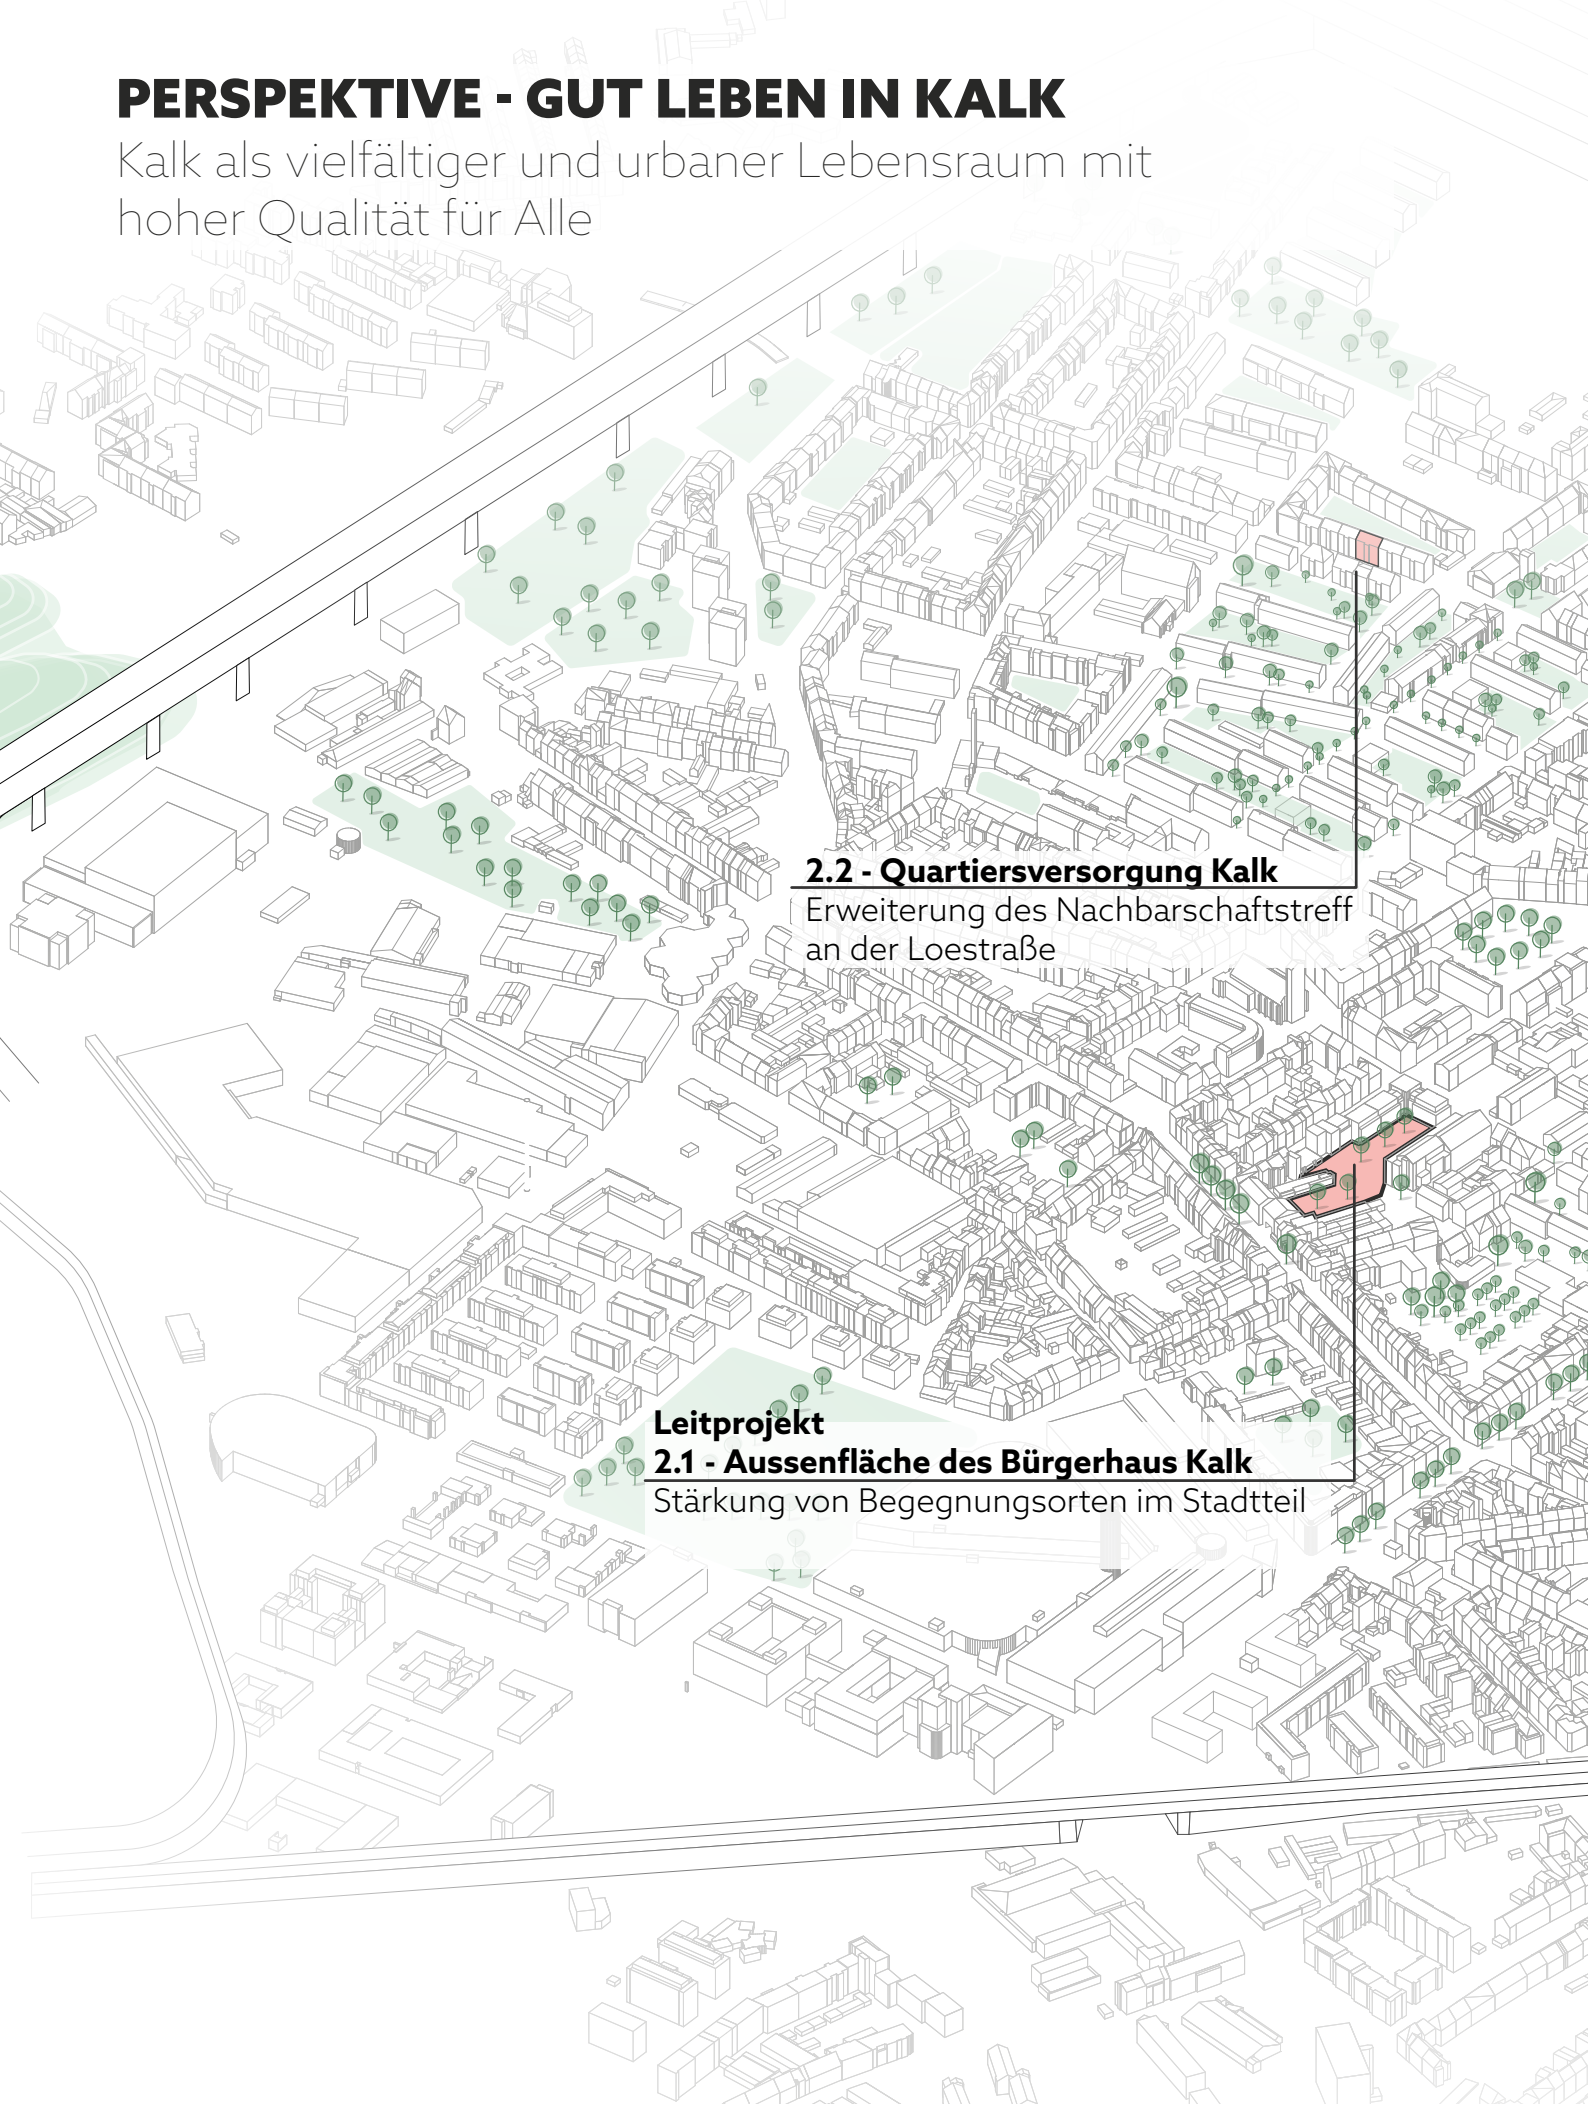 PERSPEKTIVE - GUT LEBEN IN KALK
Kalk als vielfältiger und urbaner Lebensraum mit
hoher Qualität für Alle
2.2 - Quartiersversorgung Kalk
Erweiterung des Nachbarschaftstreff
an der Loestraße
Leitprojekt
2.1 - Aussenfläche des Bürgerhaus Kalk
Stärkung von Begegnungsorten im Stadtteil